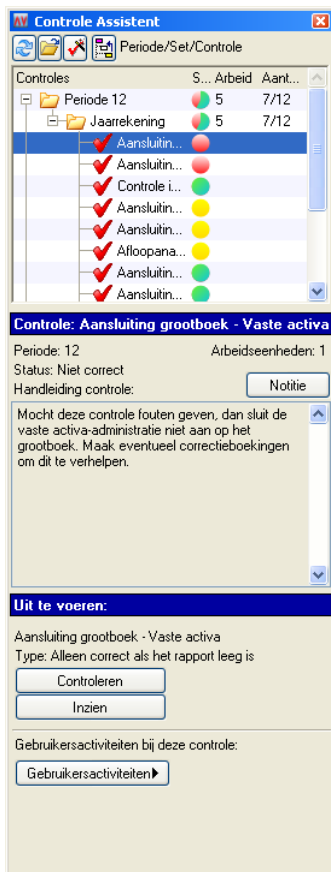 AV Controle Assistent
Periode/Set/Controle
Controles S... Arbeid Aant...
Periode 12 5 7/12
Jaarrekening 5 7/12
Aansluitin...
Aansluitin...
Controle i...
Aansluitin...
Aansluitin...
Afloopana...
Aansluitin...
Aansluitin...
Controle: Aansluiting grootboek - Vaste activa
Periode: 12 Arbeidseenheden: 1
Status: Niet correct
Handleiding controle: Notitie
Mocht deze controle fouten geven, dan sluit de
vaste activa-administratie niet aan op het
grootboek. Maak eventueel correctieboekingen
om dit te verhelpen.
Uit te voeren:
Aansluiting grootboek - Vaste activa
Type: Alleen correct als het rapport leeg is
Controleren
Inzien
Gebruikersactiviteiten bij deze controle:
Gebruikersactiviteiten